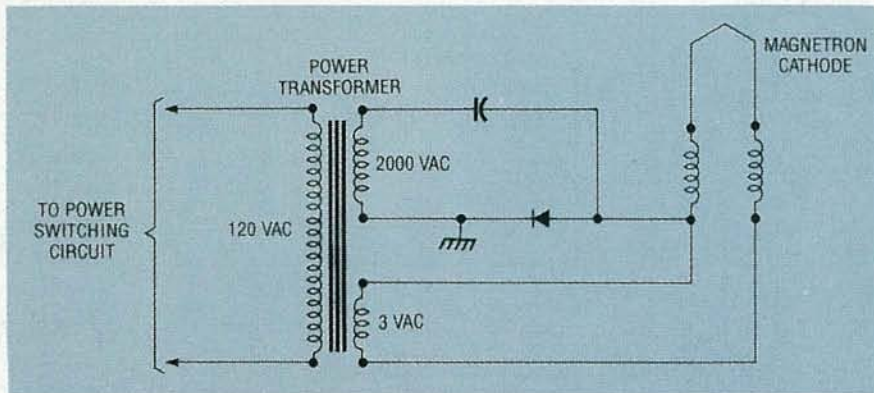 POWER
TRANSFORMER
MAGNETRON
CATHODE
2000 VAC
TO POWER
SWITCHING
CIRCUIT
120 VAC
3 VAC